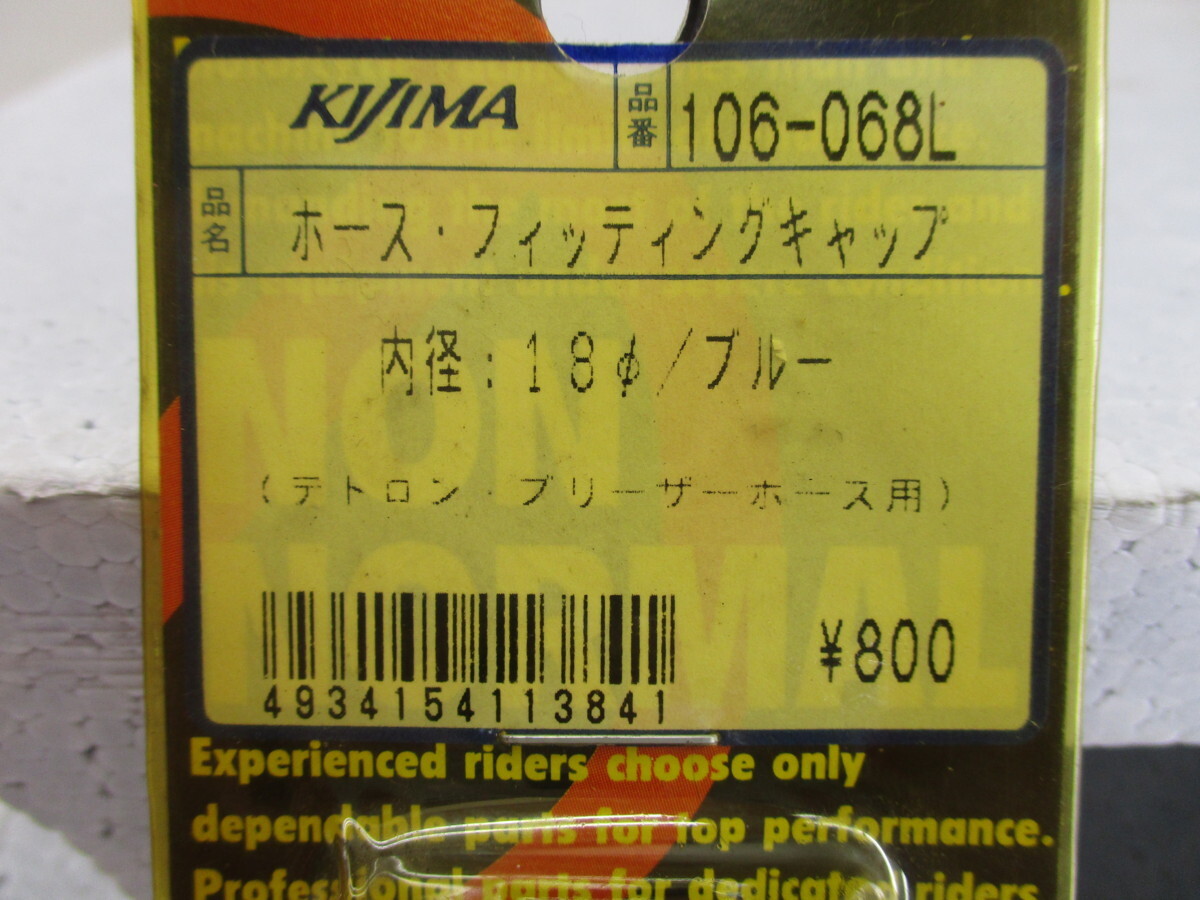 KIJIMA
品番
106-068L
品名
ホース・フィッティングキャップ
内径:18φ/ブルー
(テトロン・ブリーザーホース用)
NON
NORMAL
4934154113841
¥800
Experienced riders choose only
dependable parts for top performance.
Professional parts for dedicated riders